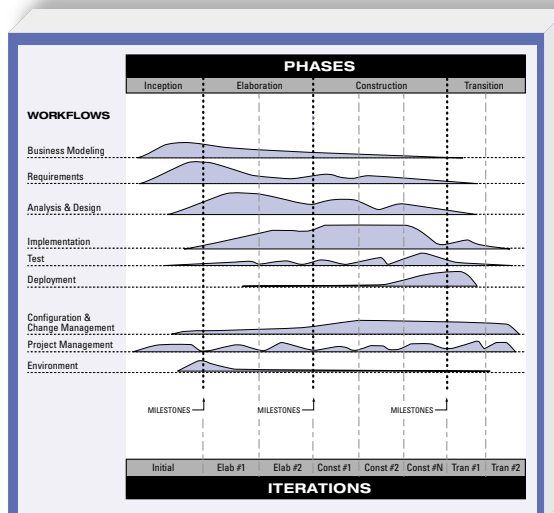 PHASES
Inception Elaboration Construction Transition
WORKFLOWS
Business Modeling
Requirements
Analysis & Design
Implementation
Test
Deployment
Configuration &
Change Management
Project Management
Environment
MILESTONES MILESTONES MILESTONES
Initial Elab #1 Elab #2 Const #1 Const #2 Const #N Tran #1 Tran #2
ITERATIONS